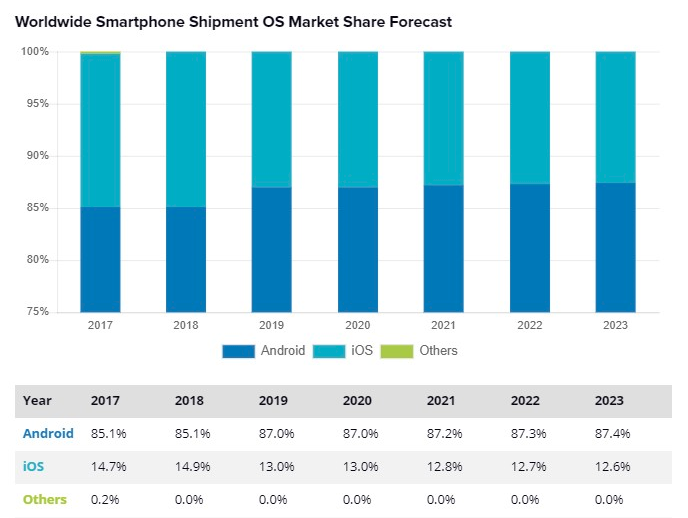 Worldwide Smartphone Shipment OS Market Share Forecast
100%
95%
90%
85%
80%
75%
2017 2018 2019 2020 2021 2022 2023
Android iOS Others
Year 2017 2018 2019 2020 2021 2022 2023
Android 85.1% 85.1% 87.0% 87.0% 87.2% 87.3% 87.4%
iOS 14.7% 14.9% 13.0% 13.0% 12.8% 12.7% 12.6%
Others 0.2% 0.0% 0.0% 0.0% 0.0% 0.0% 0.0%